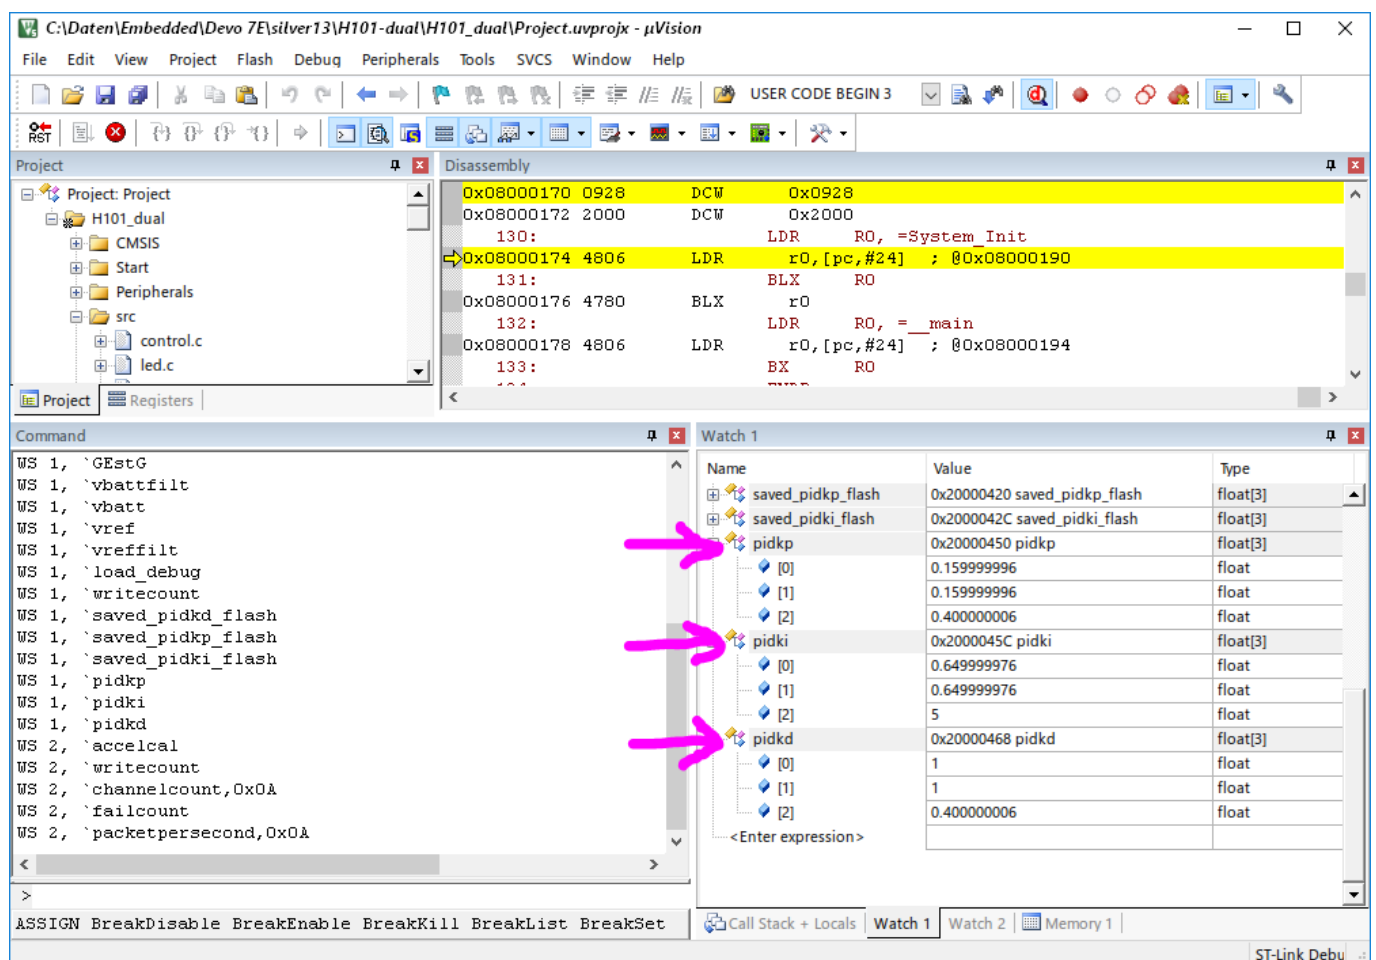 C:\Daten\Embedded\Devo 7E\silver13\H101-dual\H101_dual\Project.uvprojx - µVision
File Edit View Project Flash Debug Peripherals Tools SVCS Window Help
USER CODE BEGIN 3
RST
Project
Project: Project
H101_dual
CMSIS
Start
Peripherals
src
control.c
led.c
Project Registers
Disassembly
0x08000170 0928 DCW 0x0928
0x08000172 2000 DCW 0x2000
130: LDR R0, =System_Init
0x08000174 4806 LDR r0,[pc,#24] ; @0x08000190
131: BLX R0
0x08000176 4780 BLX r0
132: LDR R0, =__main
0x08000178 4806 LDR r0,[pc,#24] ; @0x08000194
133: BX R0
Command
WS 1, `GEstG
WS 1, `vbattfilt
WS 1, `vbatt
WS 1, `vref
WS 1, `vreffilt
WS 1, `load_debug
WS 1, `writecount
WS 1, `saved_pidkd_flash
WS 1, `saved_pidkp_flash
WS 1, `saved_pidki_flash
WS 1, `pidkp
WS 1, `pidki
WS 1, `pidkd
WS 2, `accelcal
WS 2, `writecount
WS 2, `channelcount,0x0A
WS 2, `failcount
WS 2, `packetpersecond,0x0A
>
ASSIGN BreakDisable BreakEnable BreakKill BreakList BreakSet
Watch 1
Name Value Type
saved_pidkp_flash 0x20000420 saved_pidkp_flash float[3]
saved_pidki_flash 0x2000042C saved_pidki_flash float[3]
pidkp 0x20000450 pidkp float[3]
[0] 0.159999996 float
[1] 0.159999996 float
[2] 0.400000006 float
pidki 0x2000045C pidki float[3]
[0] 0.649999976 float
[1] 0.649999976 float
[2] 5 float
pidkd 0x20000468 pidkd float[3]
[0] 1 float
[1] 1 float
[2] 0.400000006 float
<Enter expression>
Call Stack + Locals Watch 1 Watch 2 Memory 1
ST-Link Debu